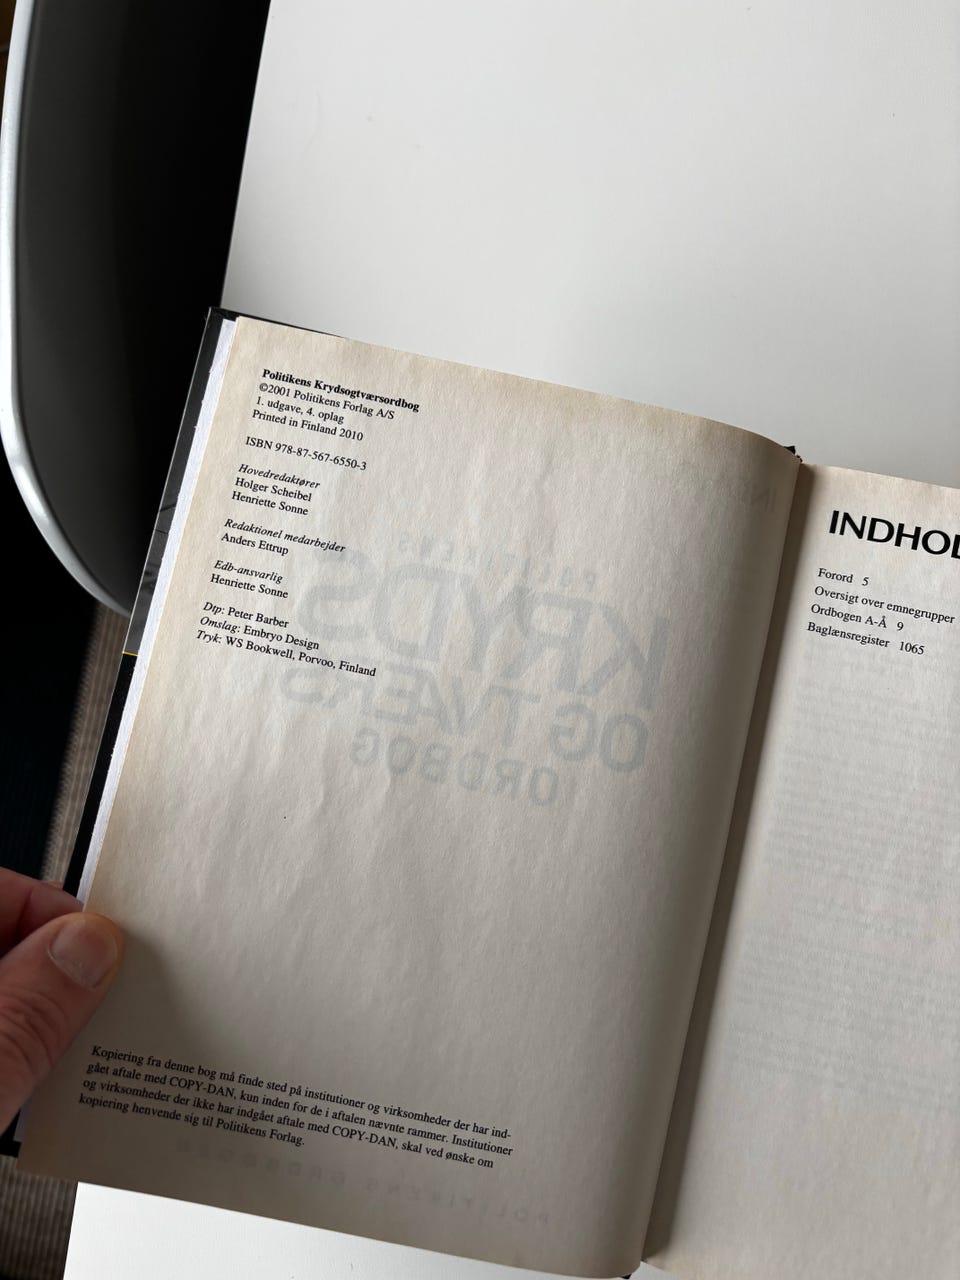 Politikens Krydsogtværsordbog
©2001 Politikens Forlag A/S
1. udgave, 4. oplag
Printed in Finland 2010
ISBN 978-87-567-6550-3
Hovedredaktører
Holger Scheibel
Henriette Sonne
Redaktionel medarbejder
Anders Ettrup
Edb-ansvarlig
Henriette Sonne
Dtp: Peter Barber
Omslag: Embryo Design
Tryk: WS Bookwell, Porvoo, Finland
POLITIKENS
KRYDS
OG TVÆRS
ORDBOG
Kopiering fra denne bog må finde sted på institutioner og virksomheder der har ind-
gået aftale med COPY-DAN, kun inden for de i aftalen nævnte rammer. Institutioner
og virksomheder der ikke har indgået aftale med COPY-DAN, skal ved ønske om
kopiering henvende sig til Politikens Forlag.
INDHOL
Forord 5
Oversigt over emnegrupper
Ordbogen A-Å 9
Baglænsregister 1065